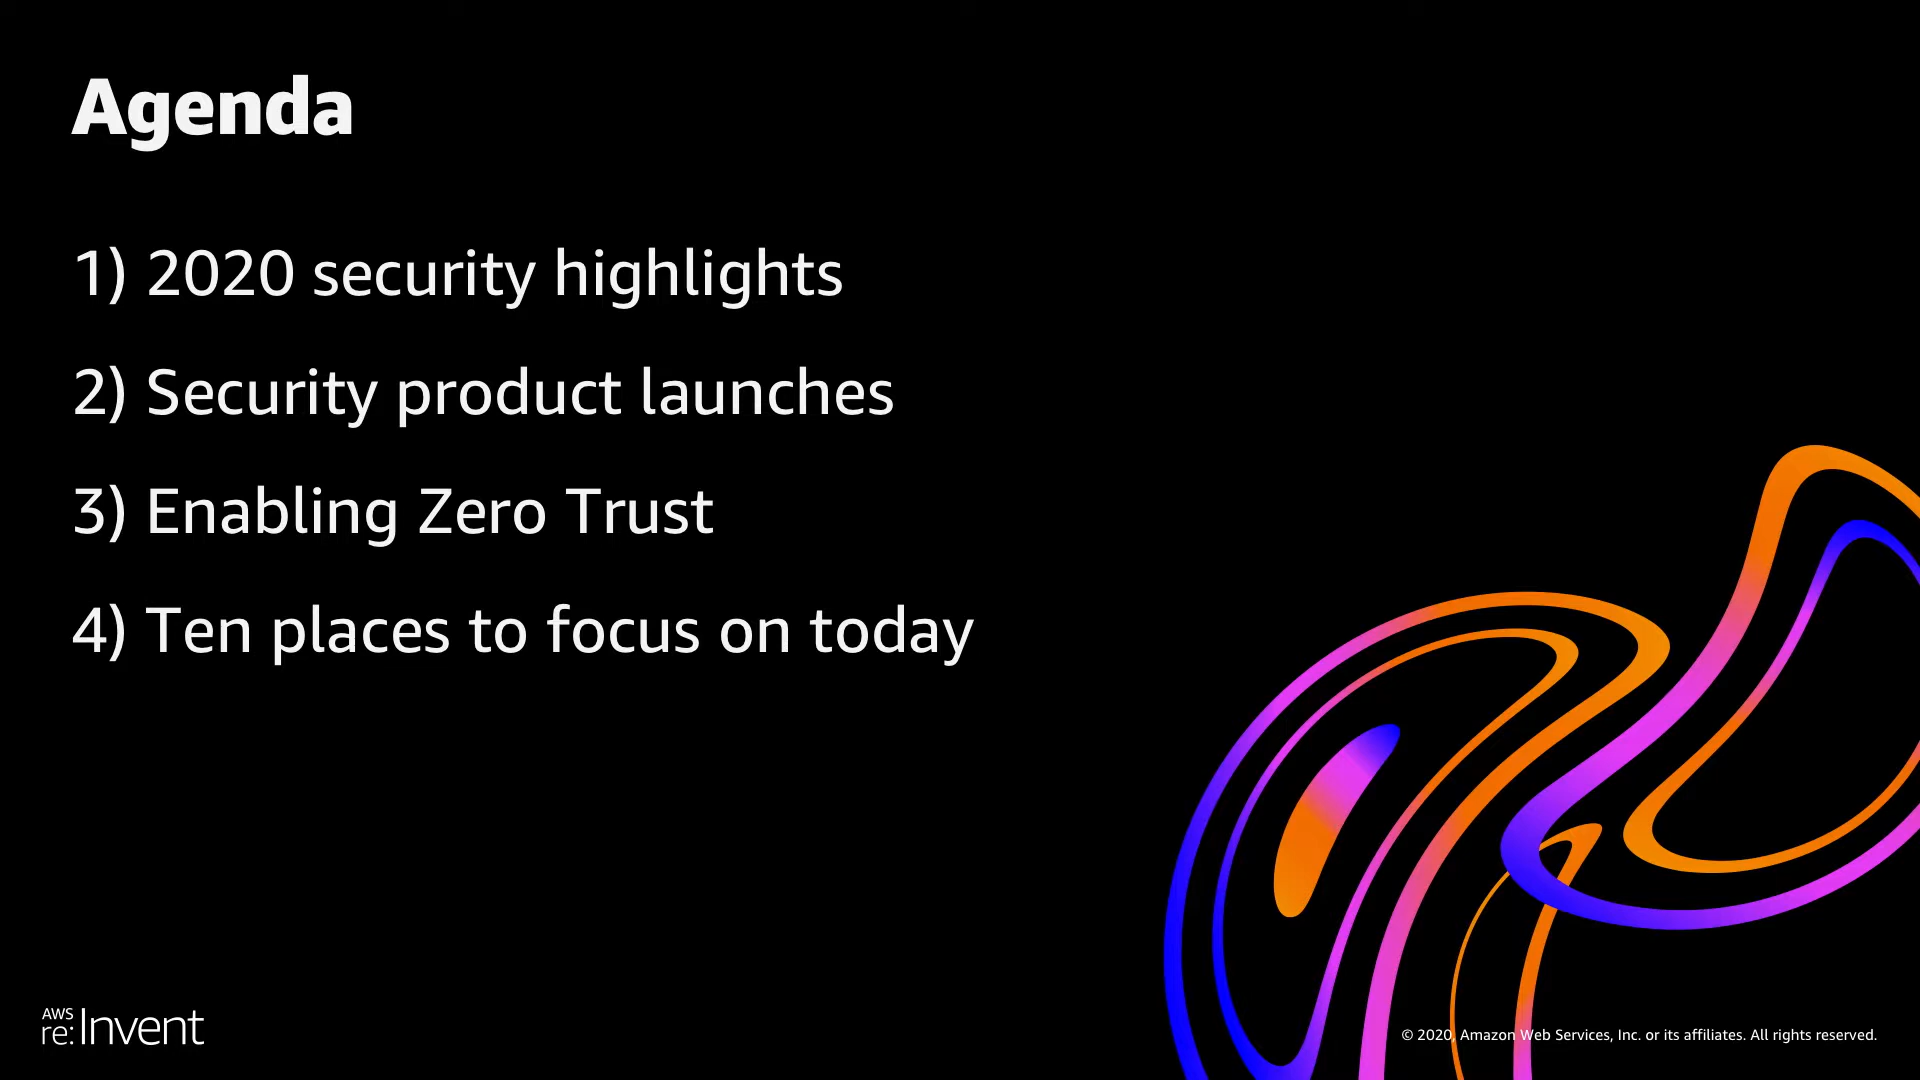 Agenda
1) 2020 security highlights
2) Security product launches
3) Enabling Zero Trust
4) Ten places to focus on today
AWS
re:Invent
© 2020, Amazon Web Services, Inc. or its affiliates. All rights reserved.